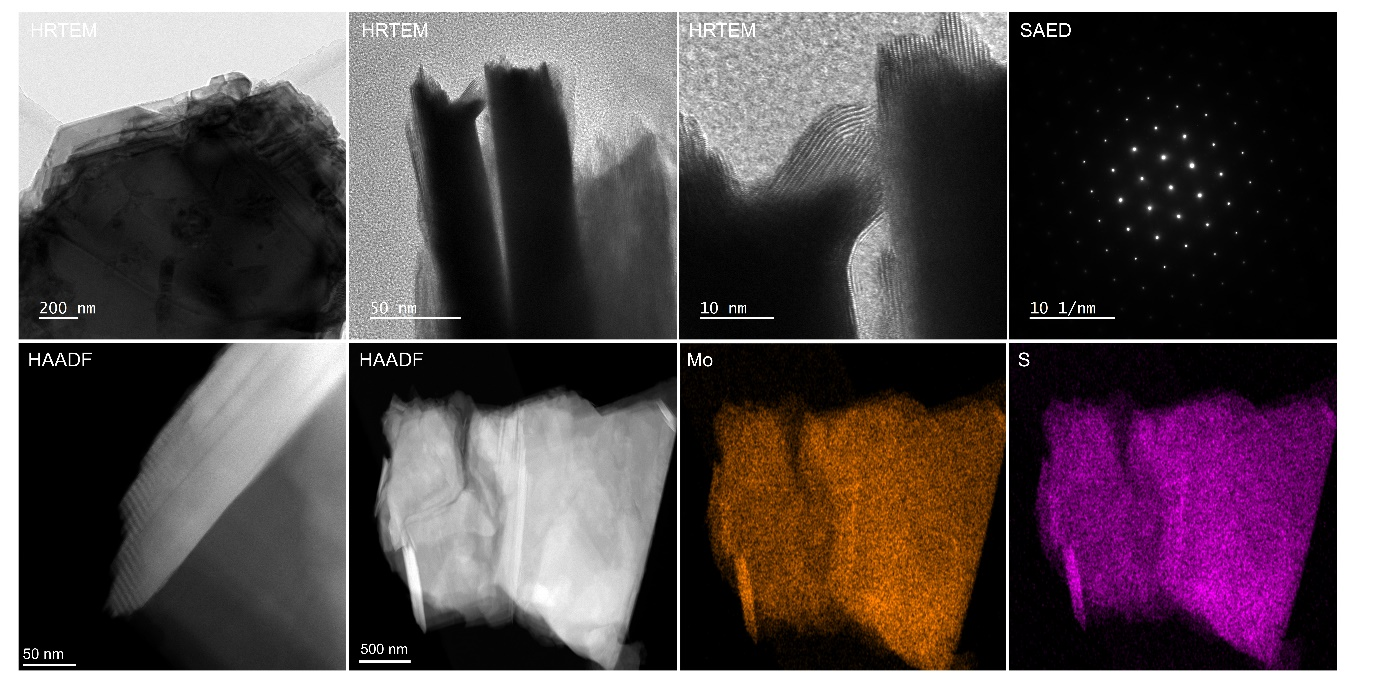 HRTEM
HRTEM
HRTEM
SAED
200 nm
50 nm
10 nm
10 1/nm
HAADF
HAADF
Mo
S
50 nm
500 nm